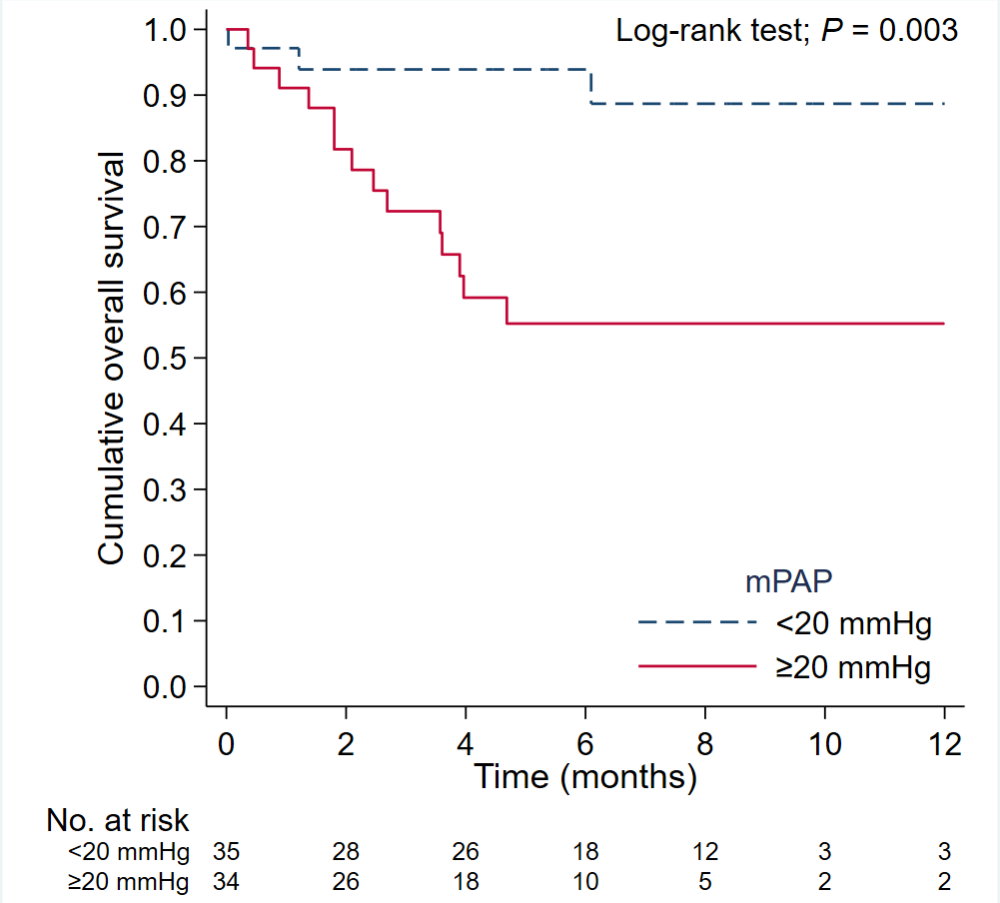 Log-rank test; P = 0.003
Cumulative overall survival
1.0
0.9
0.8
0.7
0.6
0.5
0.4
0.3
0.2
0.1
0.0
mPAP
<20 mmHg
≥20 mmHg
0 2 4 6 8 10 12
Time (months)
No. at risk
<20 mmHg 35 28 26 18 12 3 3
≥20 mmHg 34 26 18 10 5 2 2